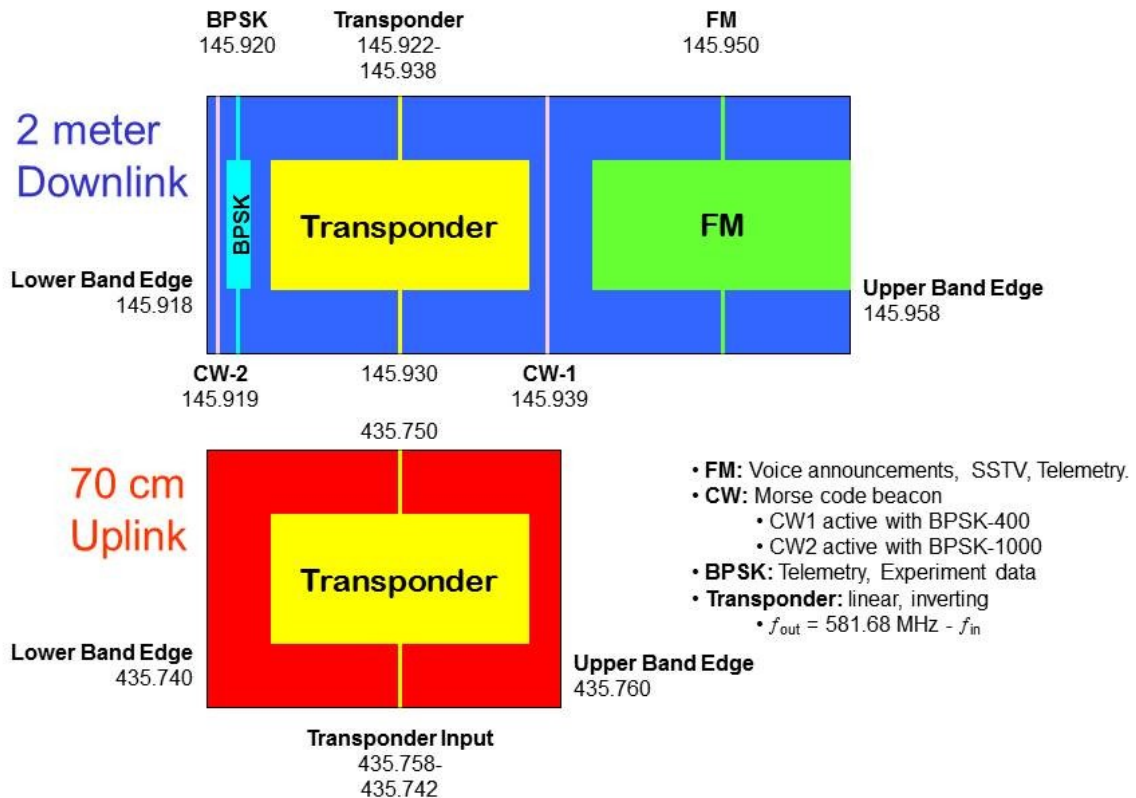 BPSK
145.920
Transponder
145.922-
145.938
FM
145.950
2 meter
Downlink
BPSK
Transponder
FM
Lower Band Edge
145.918
Upper Band Edge
145.958
CW-2
145.919
145.930
CW-1
145.939
435.750
70 cm
Uplink
Transponder
Lower Band Edge
435.740
Upper Band Edge
435.760
Transponder Input
435.758-
435.742
• FM: Voice announcements, SSTV, Telemetry.
• CW: Morse code beacon
• CW1 active with BPSK-400
• CW2 active with BPSK-1000
• BPSK: Telemetry, Experiment data
• Transponder: linear, inverting
• fout = 581.68 MHz - fin